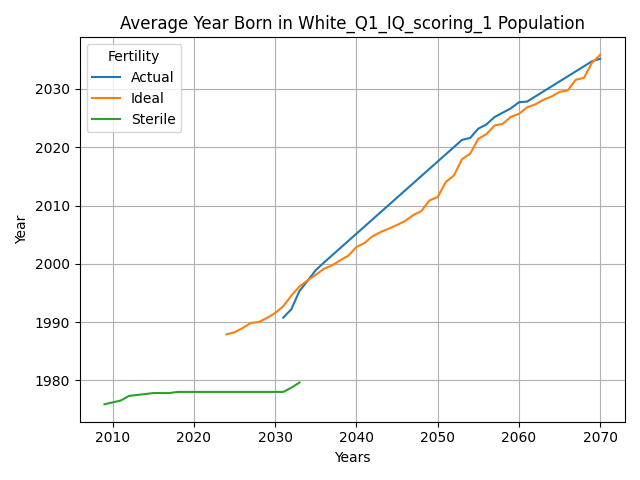 Average Year Born in White_Q1_IQ_scoring_1 Population
Fertility
Actual
Ideal
Sterile
Year
2030
2020
2010
2000
1990
1980
2010 2020 2030 2040 2050 2060 2070
Years